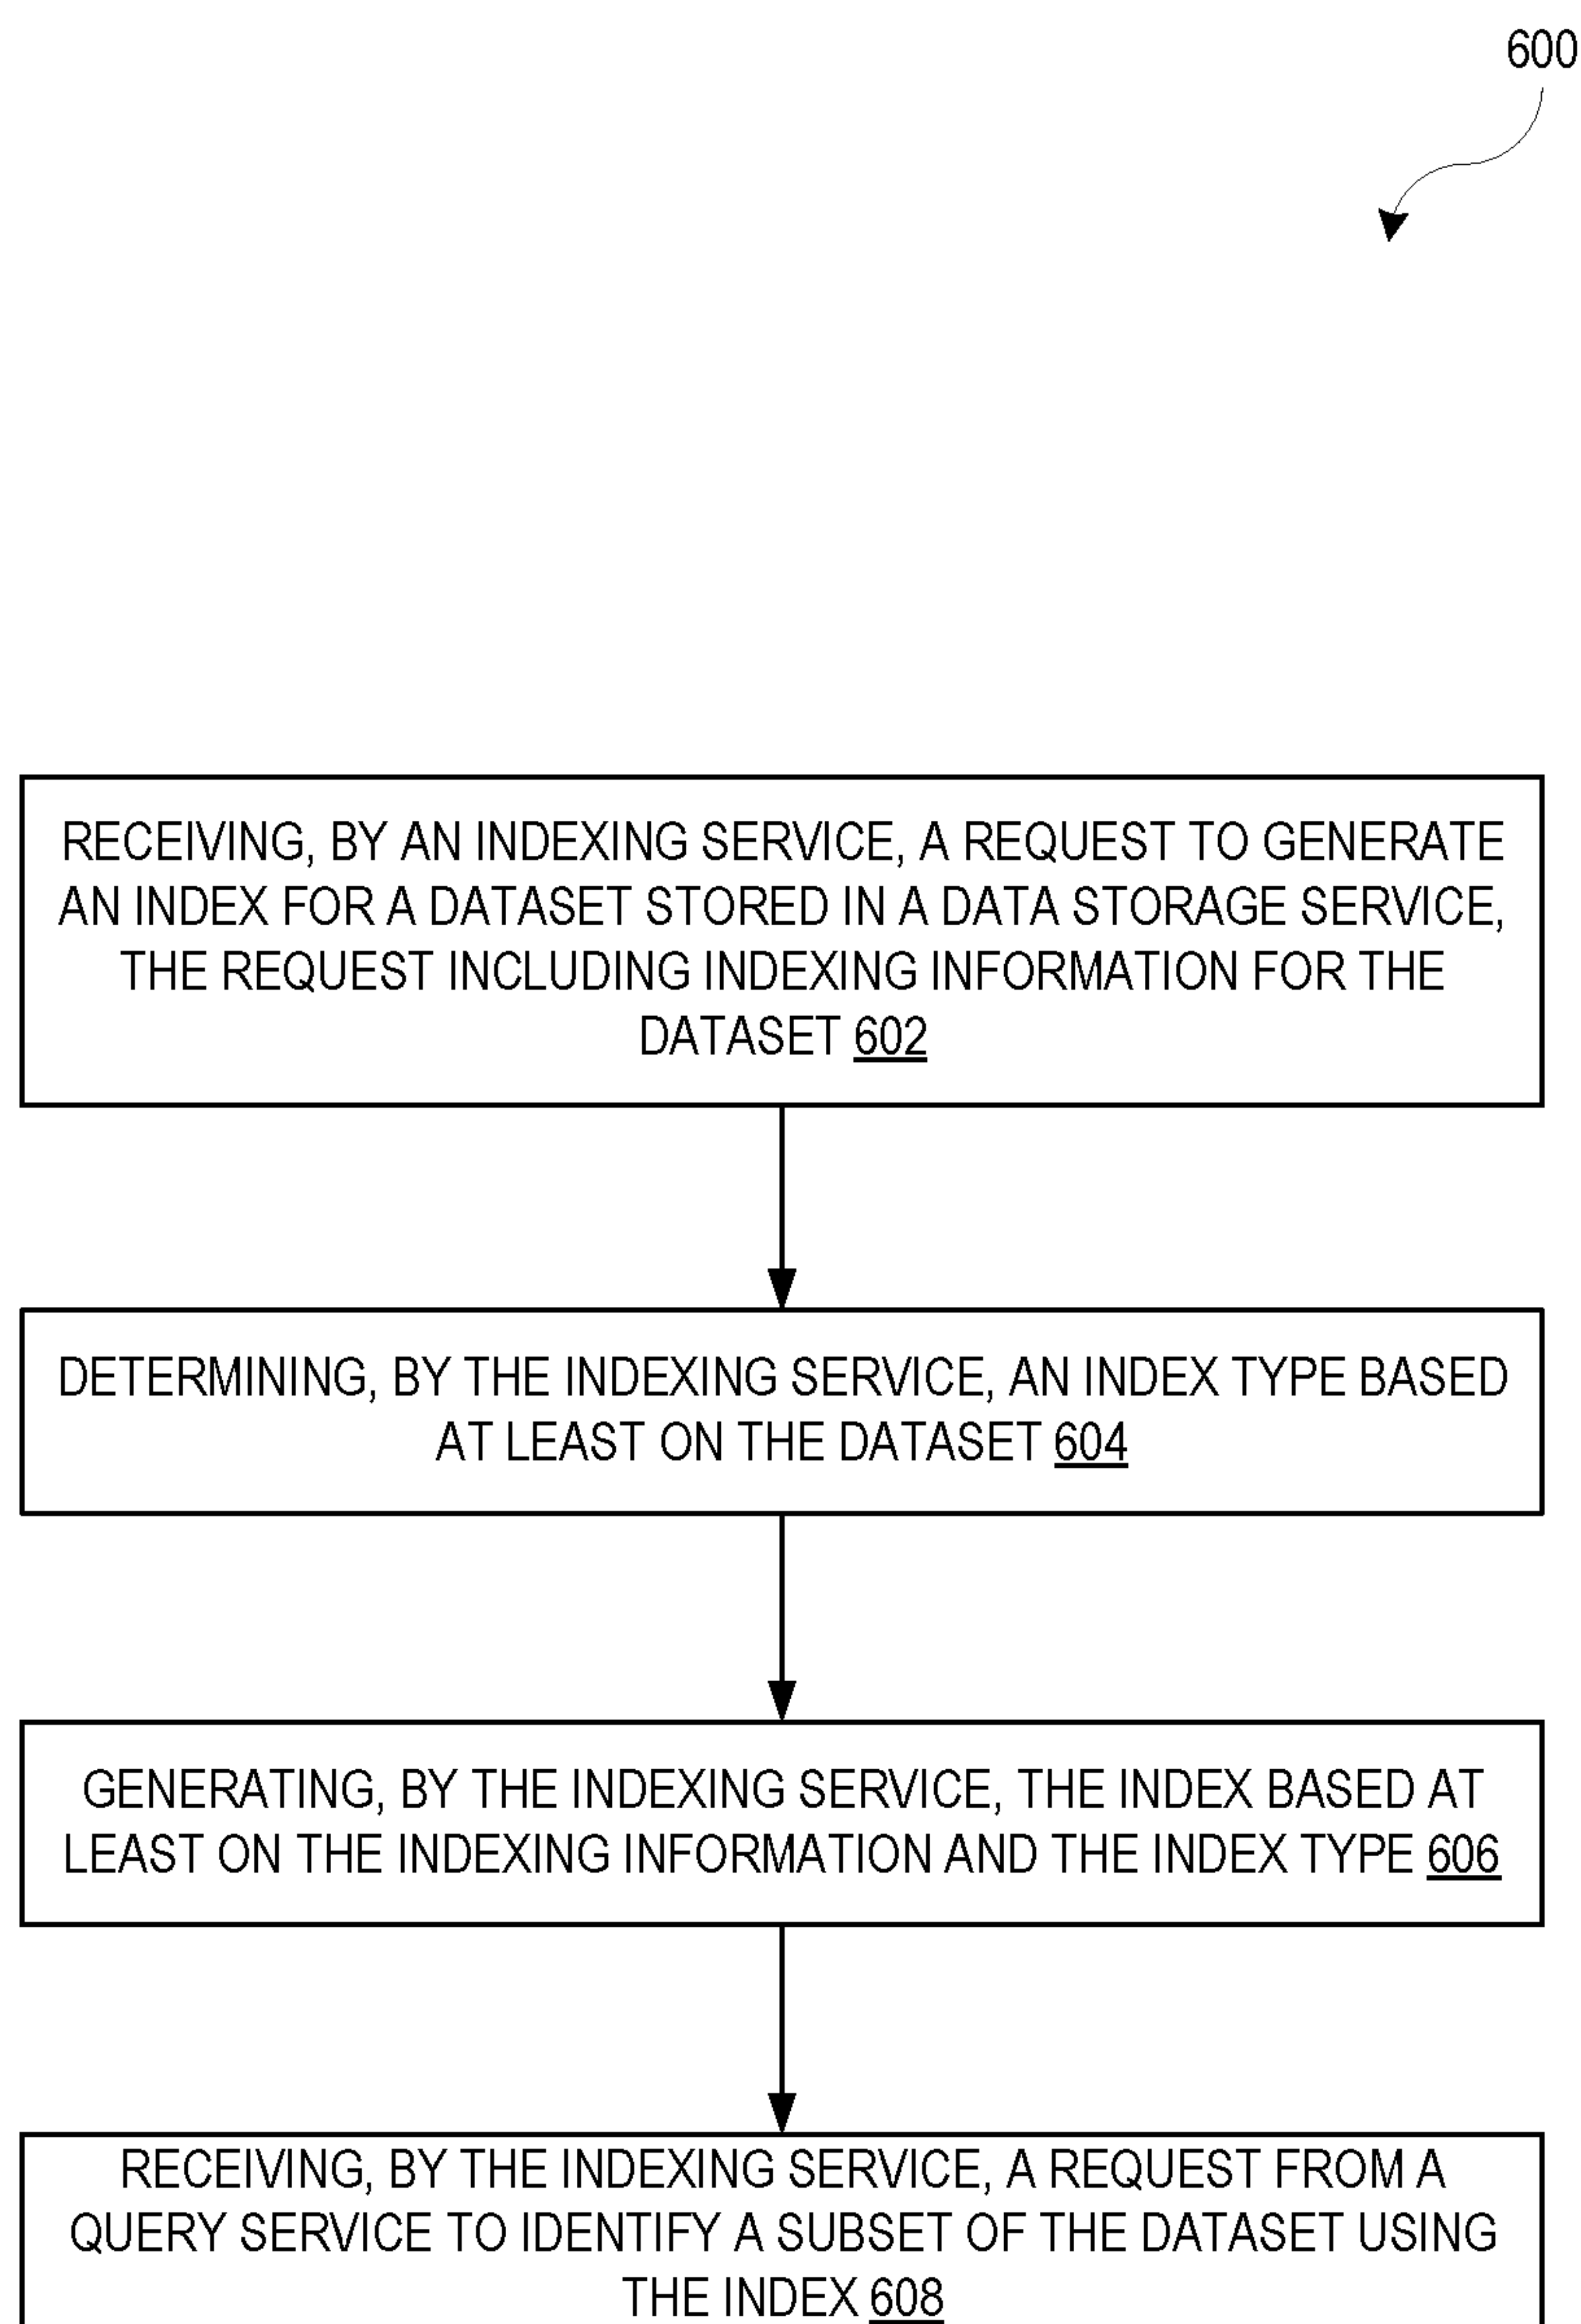 600
RECEIVING, BY AN INDEXING SERVICE, A REQUEST TO GENERATE
AN INDEX FOR A DATASET STORED IN A DATA STORAGE SERVICE,
THE REQUEST INCLUDING INDEXING INFORMATION FOR THE
DATASET 602
DETERMINING, BY THE INDEXING SERVICE, AN INDEX TYPE BASED
AT LEAST ON THE DATASET 604
GENERATING, BY THE INDEXING SERVICE, THE INDEX BASED AT
LEAST ON THE INDEXING INFORMATION AND THE INDEX TYPE 606
RECEIVING, BY THE INDEXING SERVICE, A REQUEST FROM A
QUERY SERVICE TO IDENTIFY A SUBSET OF THE DATASET USING
THE INDEX 608